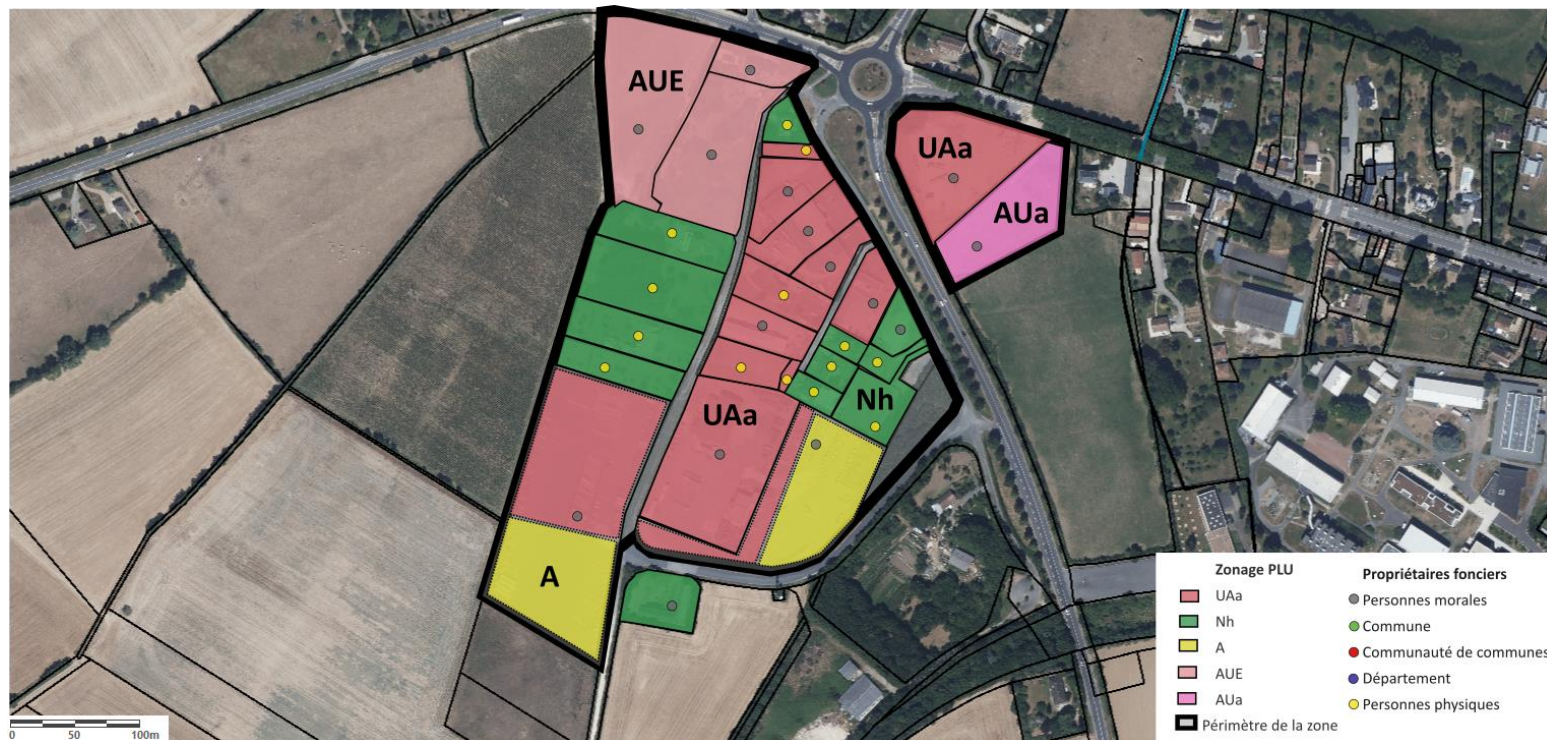 AUE
UAa
AUa
UAa
Nh
A
Zonage PLU
UAa
Nh
A
AUE
AUa
Périmètre de la zone
Propriétaires fonciers
Personnes morales
Commune
Communauté de communes
Département
Personnes physiques
0 50 100m